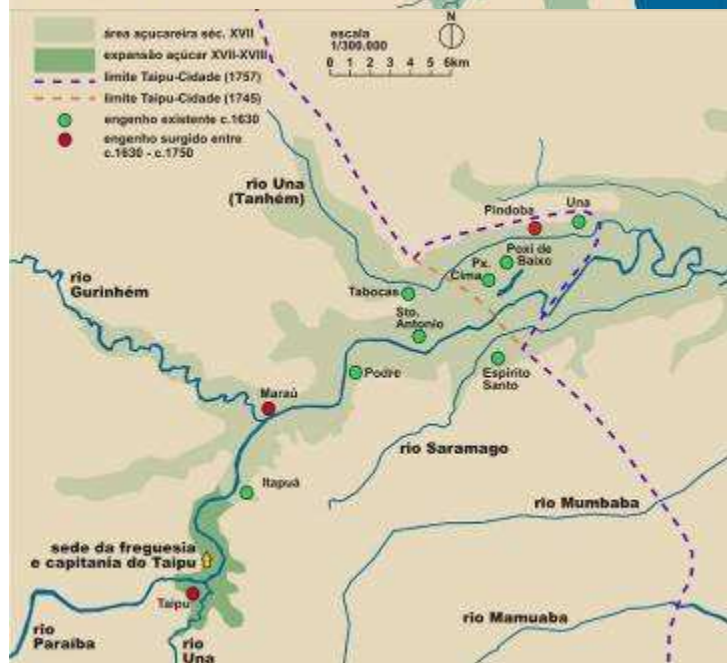 área açucareira séc. XVII
expansão açúcar XVII-XVIII
limite Taipu-Cidade (1757)
limite Taipu-Cidade (1745)
engenho existente c.1630
engenho surgido entre
c.1630 - c.1750
escala
1/300.000
0 1 2 3 4 5 6km
N
rio Una
(Tanhém)
Pindoba
Una
Poxi de
Baixo
Px.
Cima
Tabocas
rio
Gurinhém
Sto.
Antonio
Podre
Espírito
Santo
Maraú
rio Saramago
Itapuá
rio Mumbaba
sede da freguesia
e capitania do Taipu
Taipu
rio Mamuaba
rio
Paraíba
rio
Una